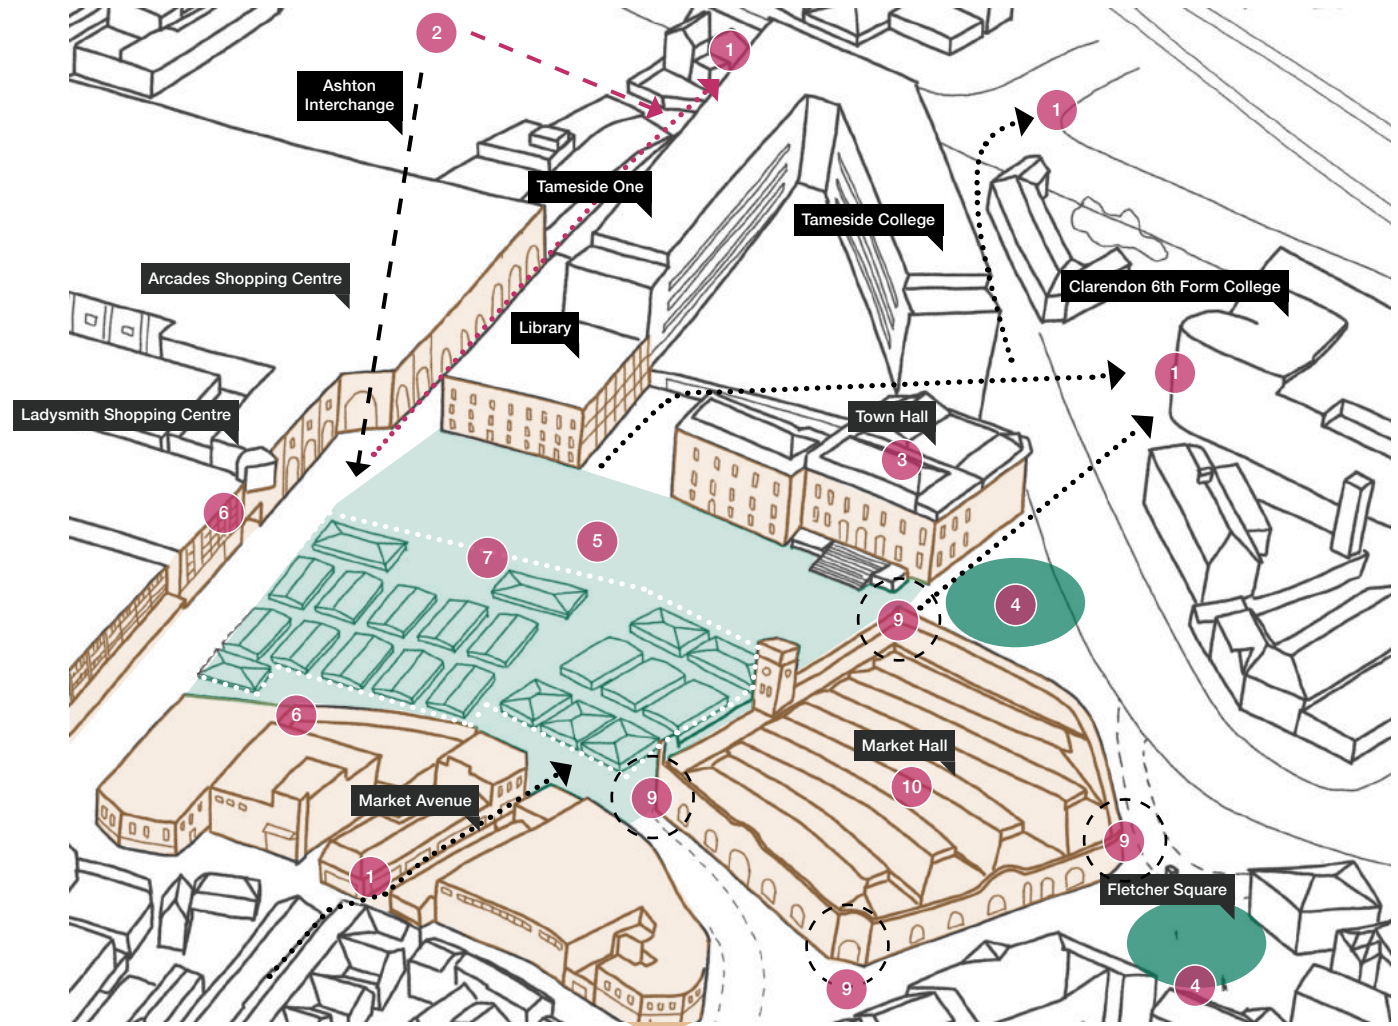 2
1
Ashton
Interchange
1
Tameside One
Tameside College
Arcades Shopping Centre
Clarendon 6th Form College
Library
1
Ladysmith Shopping Centre
Town Hall
3
6
5
7
4
9
6
Market Hall
10
9
Market Avenue
9
1
Fletcher Square
4
9